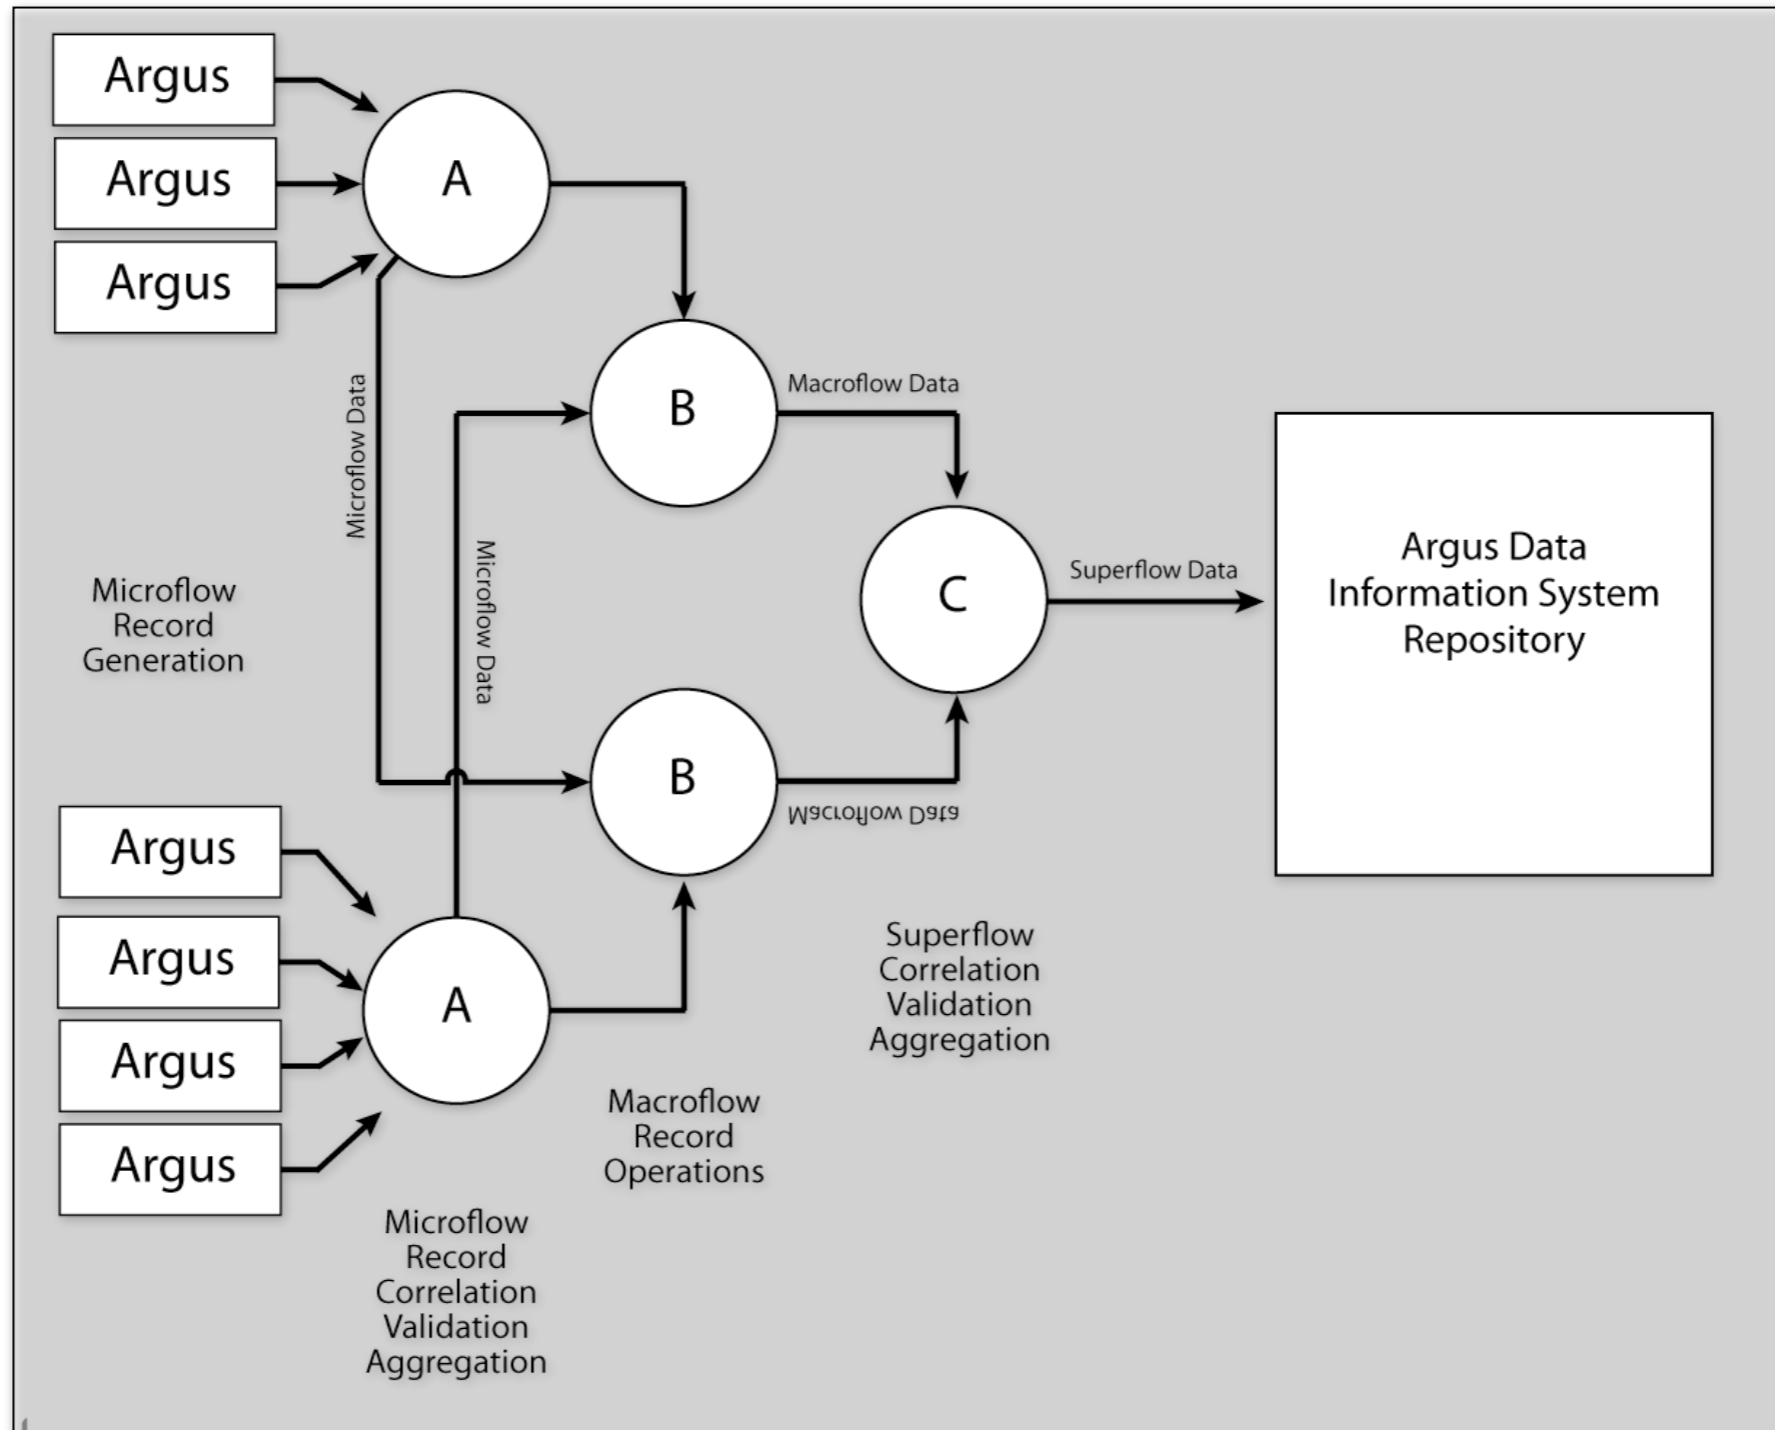 Argus
Argus
Argus
A
B
Macroflow Data
Microflow Data
Microflow Data
C
Superflow Data
Argus Data
Information System
Repository
Microflow
Record
Generation
B
Macroflow Data
Argus
Argus
Argus
Argus
A
Superflow
Correlation
Validation
Aggregation
Macroflow
Record
Operations
Microflow
Record
Correlation
Validation
Aggregation